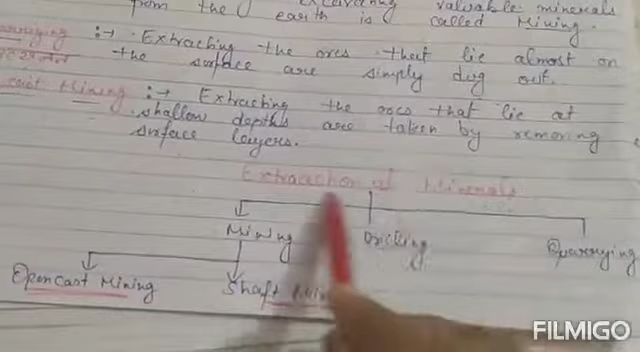 from the excavating valuable minerals
earth is called Mining.
:→ Extracting the ores that lie almost on
the surface are simply dug out.
cast Mining :→ Extracting the ores that lie at
shallow depths are taken by removing
surface layers.
Extraction of Minerals
Mining Drilling Quarrying
Opencast Mining Shaft
FILMIGO